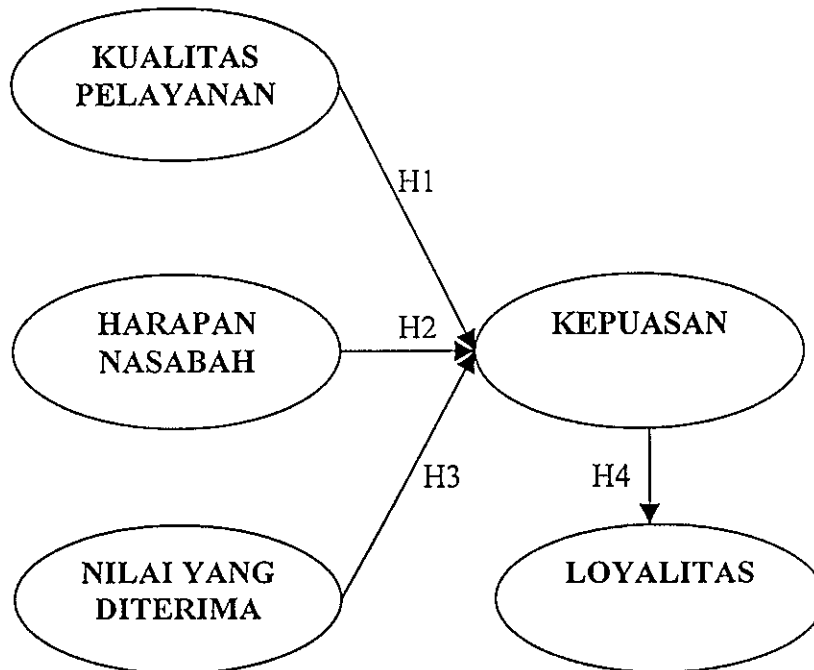 KUALITAS
PELAYANAN
H1
HARAPAN
NASABAH
H2
KEPUASAN
H3
H4
NILAI YANG
DITERIMA
LOYALITAS